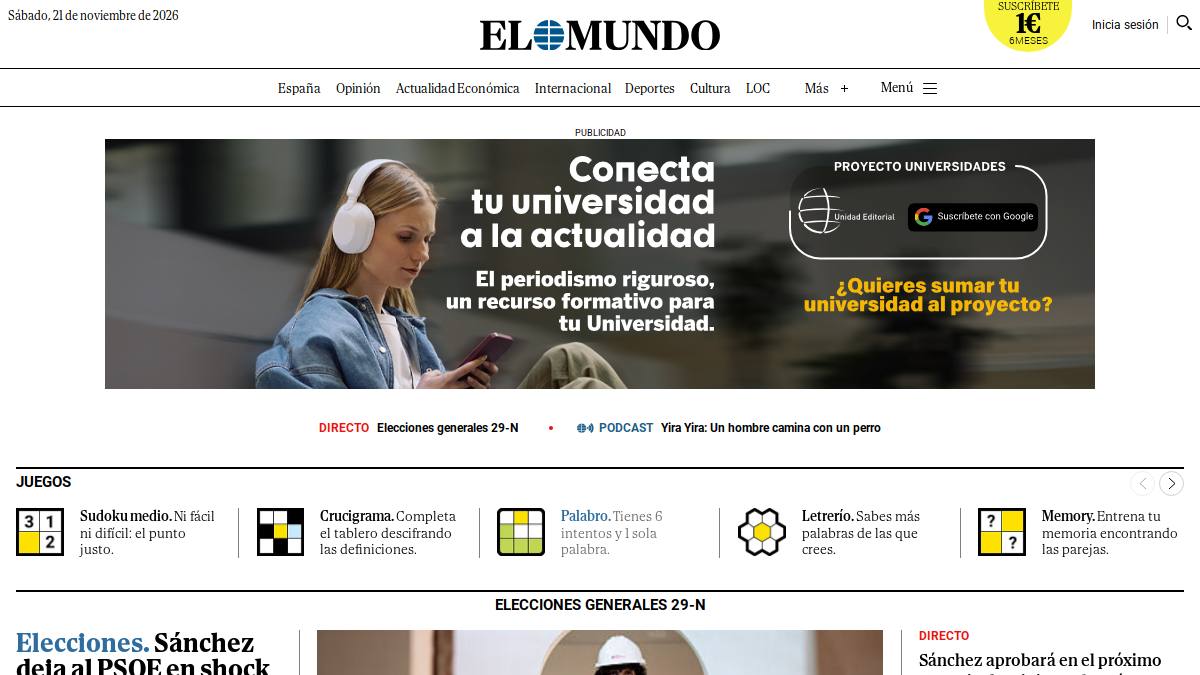 Sábado, 21 de noviembre de 2026
EL MUNDO
SUSCRÍBETE
1€
6 MESES
Inicia sesión
España Opinión Actualidad Económica Internacional Deportes Cultura LOC Más + Menú
PUBLICIDAD
Conecta
tu universidad
a la actualidad
El periodismo riguroso,
un recurso formativo para
tu Universidad.
PROYECTO UNIVERSIDADES
Unidad Editorial
G Suscríbete con Google
¿Quieres sumar tu
universidad al proyecto?
DIRECTO Elecciones generales 29-N • PODCAST Yira Yira: Un hombre camina con un perro
JUEGOS
3 1
2
Sudoku medio. Ni fácil
ni difícil: el punto
justo.
Crucigrama. Completa
el tablero descifrando
las definiciones.
Palabro. Tienes 6
intentos y 1 sola
palabra.
Letrerío. Sabes más
palabras de las que
crees.
?
?
Memory. Entrena tu
memoria encontrando
las parejas.
ELECCIONES GENERALES 29-N
Elecciones. Sánchez
deja al PSOE en shock
DIRECTO
Sánchez aprobará en el próximo